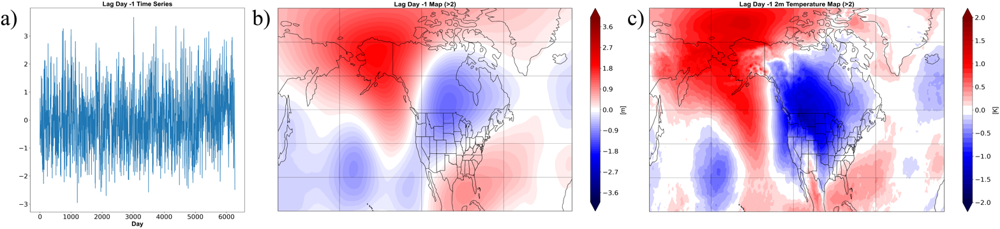 a)
Lag Day -1 Time Series
3
2
1
0
−1
−2
−3
0 1000 2000 3000 4000 5000 6000
Day
b)
Lag Day -1 Map (>2)
3.6
2.7
1.8
0.9
0.0
−0.9
−1.8
−2.7
−3.6
[m]
c)
Lag Day -1 2m Temperature Map (>2)
2.0
1.5
1.0
0.5
0.0
−0.5
−1.0
−1.5
−2.0
[K]